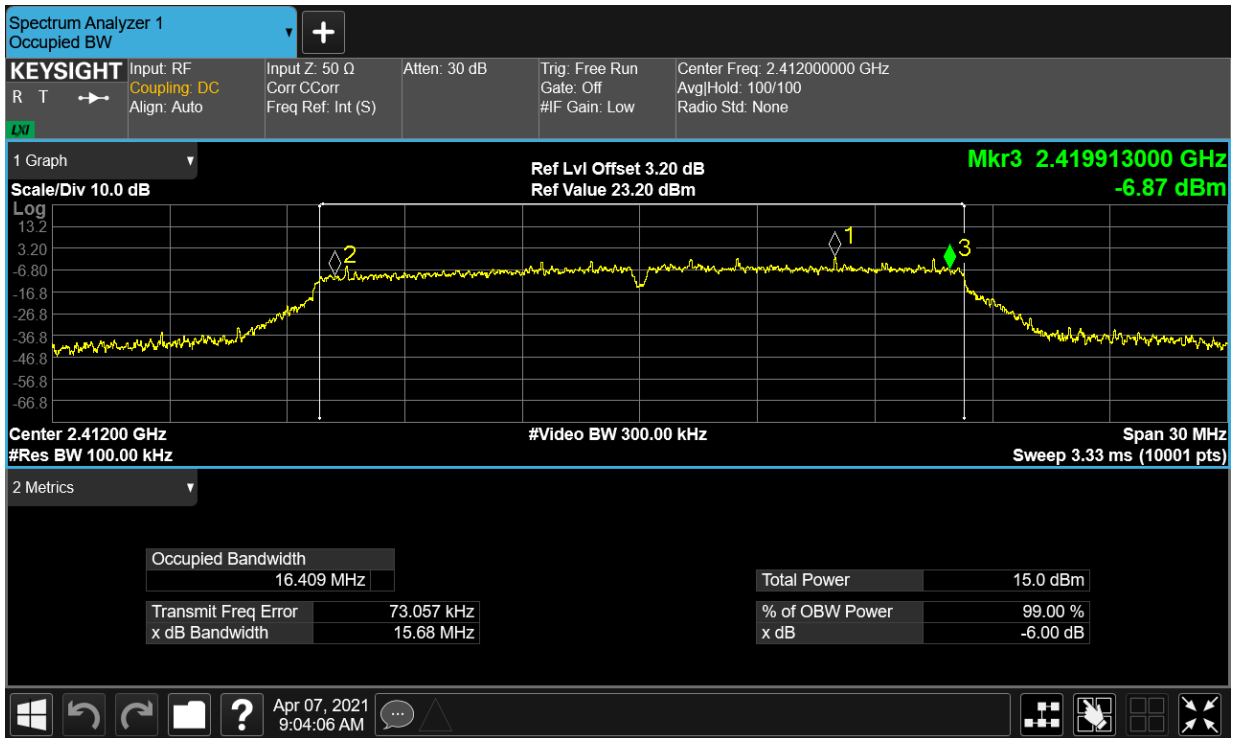 Spectrum Analyzer 1
Occupied BW
KEYSIGHT
R T
LXI
Input: RF
Coupling: DC
Align: Auto
Input Z: 50 Ω
Corr CCorr
Freq Ref: Int (S)
Atten: 30 dB
Trig: Free Run
Gate: Off
#IF Gain: Low
Center Freq: 2.412000000 GHz
Avg|Hold: 100/100
Radio Std: None
1 Graph
Scale/Div 10.0 dB
Ref Lvl Offset 3.20 dB
Ref Value 23.20 dBm
Mkr3 2.419913000 GHz
-6.87 dBm
Log
13.2
3.20
-6.80
-16.8
-26.8
-36.8
-46.8
-56.8
-66.8
2
1
3
Center 2.41200 GHz
#Res BW 100.00 kHz
#Video BW 300.00 kHz
Span 30 MHz
Sweep 3.33 ms (10001 pts)
2 Metrics
Occupied Bandwidth
16.409 MHz
Transmit Freq Error 73.057 kHz
x dB Bandwidth 15.68 MHz
Total Power 15.0 dBm
% of OBW Power 99.00 %
x dB -6.00 dB
?
Apr 07, 2021
9:04:06 AM